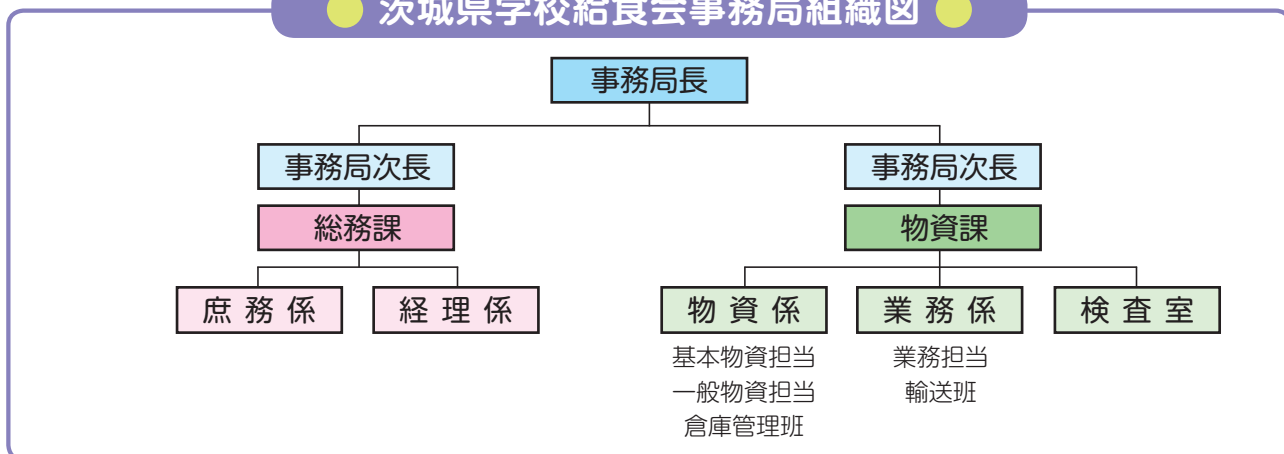 茨城県学校給食会事務局組織図
事務局長
事務局次長 事務局次長
総務課 物資課
庶務係 経理係 物資係 業務係 検査室
基本物資担当 業務担当
一般物資担当 輸送班
倉庫管理班